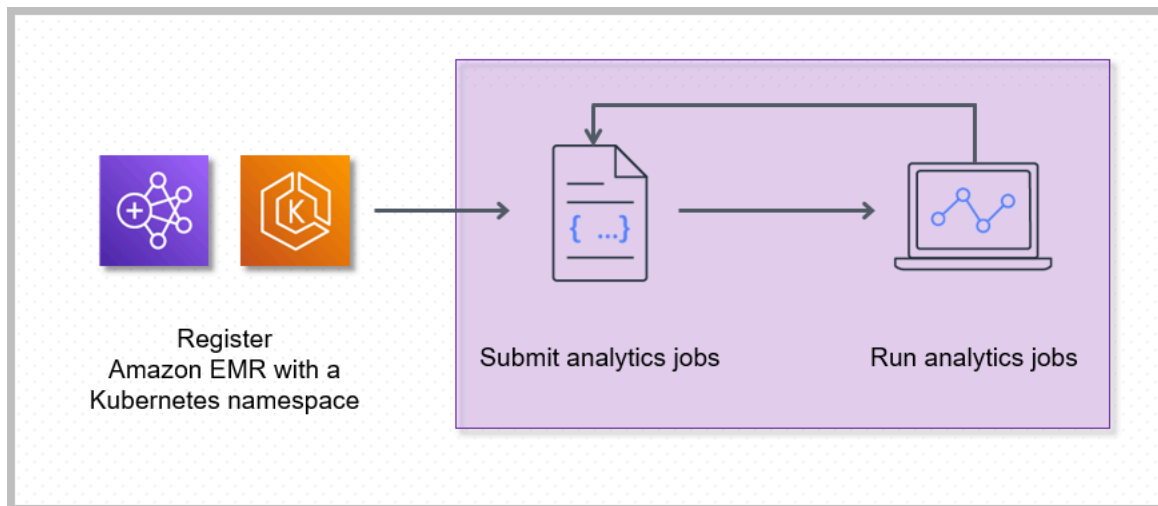 K
{ ...}
Register
Amazon EMR with a
Kubernetes namespace
Submit analytics jobs
Run analytics jobs